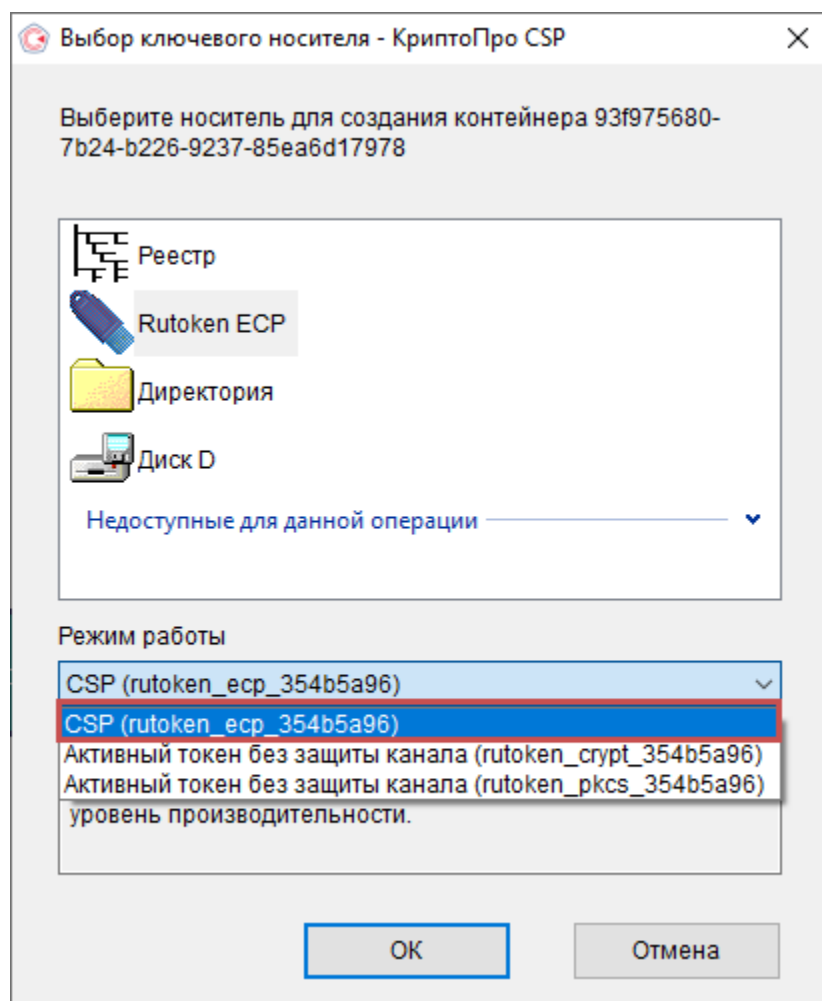 Выбор ключевого носителя - КриптоПро CSP
Выберите носитель для создания контейнера 93f975680-
7b24-b226-9237-85ea6d17978
Реестр
Rutoken ECP
Директория
Диск D
Недоступные для данной операции
Режим работы
CSP (rutoken_ecp_354b5a96)
CSP (rutoken_ecp_354b5a96)
Активный токен без защиты канала (rutoken_crypt_354b5a96)
Активный токен без защиты канала (rutoken_pkcs_354b5a96)
уровень производительности.
ОК
Отмена